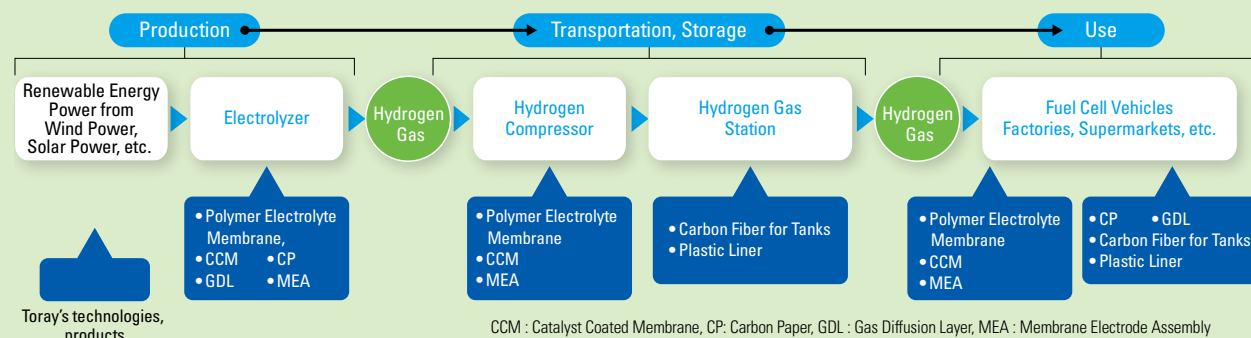 Production
Transportation, Storage
Use
Renewable Energy
Power from
Wind Power,
Solar Power, etc.
Electrolyzer
Hydrogen
Gas
Hydrogen
Compressor
Hydrogen Gas
Station
Hydrogen
Gas
Fuel Cell Vehicles
Factories, Supermarkets, etc.
• Polymer Electrolyte
Membrane,
• CCM • CP
• GDL • MEA
• Polymer Electrolyte
Membrane
• CCM
• MEA
• Carbon Fiber for Tanks
• Plastic Liner
• Polymer Electrolyte
Membrane
• CCM
• MEA
• CP • GDL
• Carbon Fiber for Tanks
• Plastic Liner
Toray's technologies,
products
CCM : Catalyst Coated Membrane, CP: Carbon Paper, GDL : Gas Diffusion Layer, MEA : Membrane Electrode Assembly